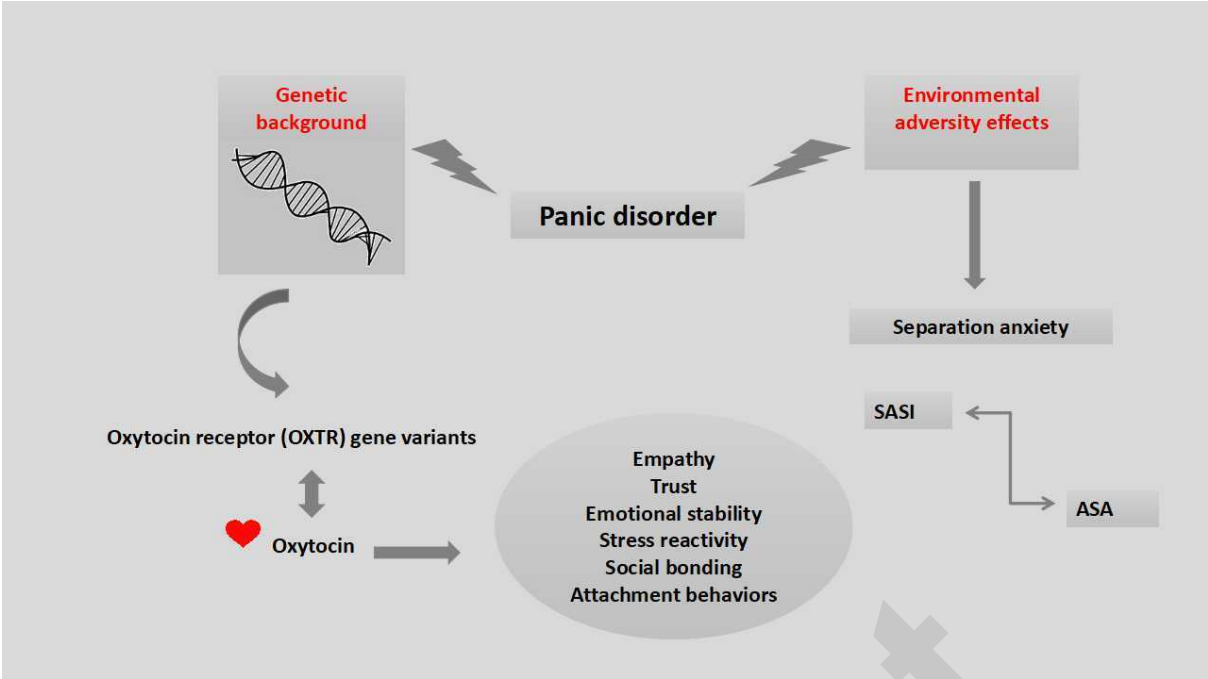 Genetic
background
Environmental
adversity effects
Panic disorder
Separation anxiety
SASI
ASA
Oxytocin receptor (OXTR) gene variants
Oxytocin
Empathy
Trust
Emotional stability
Stress reactivity
Social bonding
Attachment behaviors